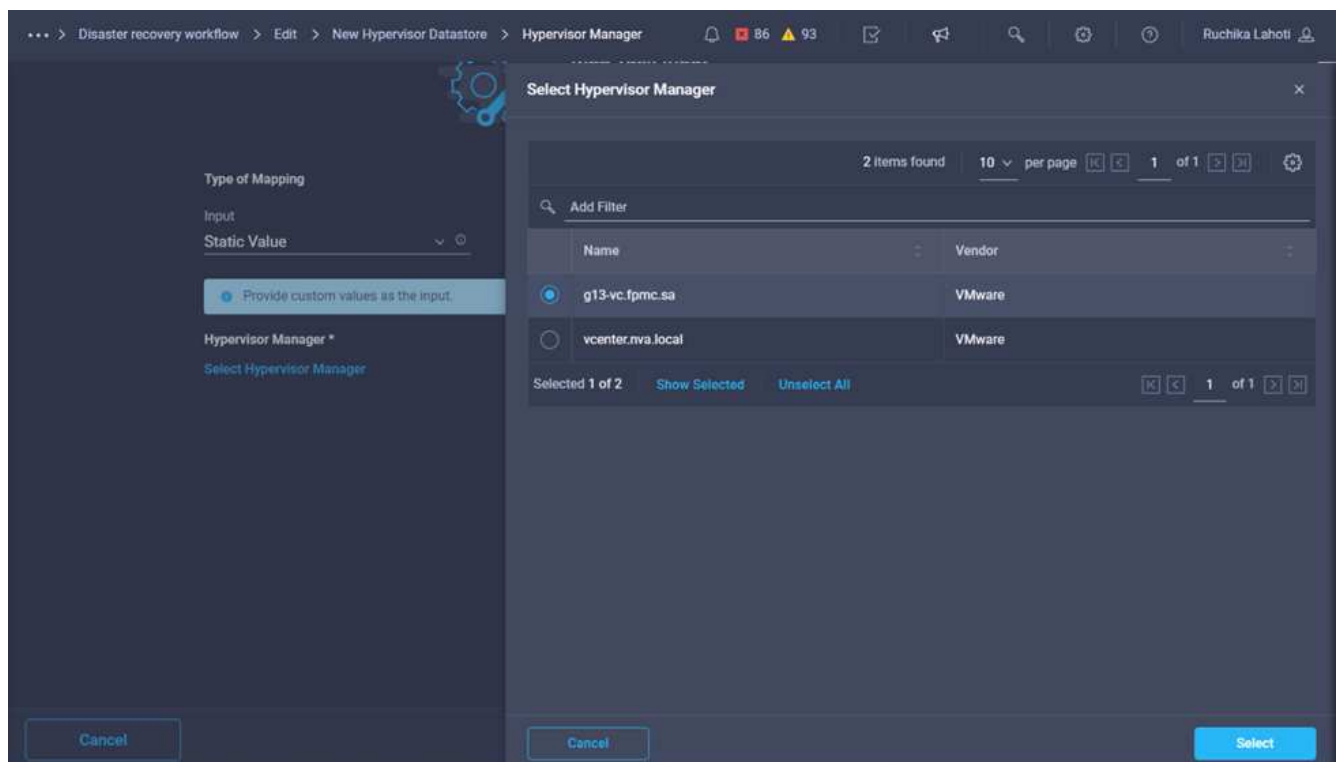 ••• > Disaster recovery workflow > Edit > New Hypervisor Datastore > Hypervisor Manager 86 93 Ruchika Lahoti
Select Hypervisor Manager
2 items found 10 per page 1 of 1
Add Filter
Type of Mapping
Input
Static Value
Provide custom values as the input.
Hypervisor Manager *
Select Hypervisor Manager
Name Vendor
g13-vc.fpmc.sa VMware
vcenter.nva.local VMware
Selected 1 of 2 Show Selected Unselect All 1 of 1
Cancel
Cancel Select